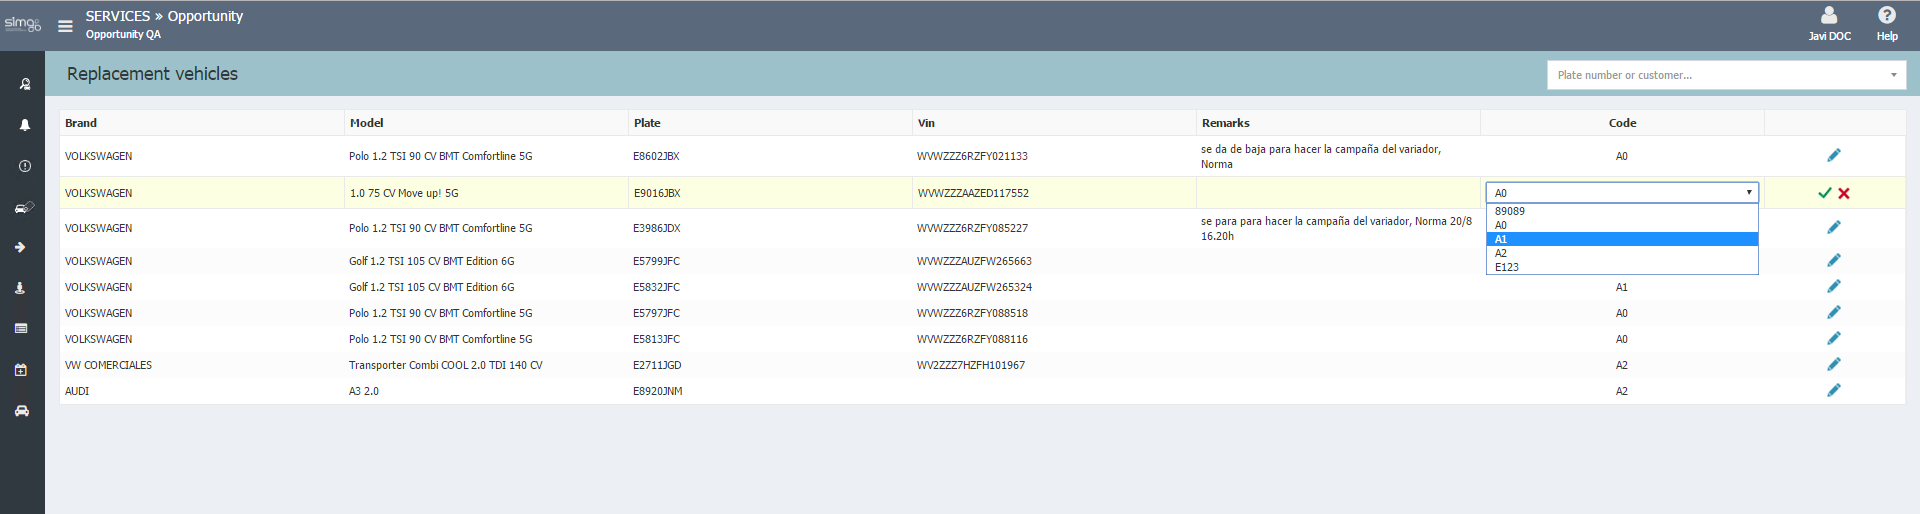 simo go
SERVICES » Opportunity
Opportunity QA
Javi DOC
Help
Replacement vehicles
Plate number or customer...
Brand Model Plate Vin Remarks Code
VOLKSWAGEN Polo 1.2 TSI 90 CV BMT Comfortline 5G E8602JBX WVWZZZ6RZFY021133 se da de baja para hacer la campaña del variador, A0
Norma
VOLKSWAGEN 1.0 75 CV Move up! 5G E9016JBX WVWZZZAAZED117552 A0
89089
A0
A1
A2
E123
VOLKSWAGEN Polo 1.2 TSI 90 CV BMT Comfortline 5G E3986JDX WVWZZZ6RZFY085227 se para para hacer la campaña del variador, Norma 20/8
16.20h
VOLKSWAGEN Golf 1.2 TSI 105 CV BMT Edition 6G E5799JFC WVWZZZAUZFW265663
VOLKSWAGEN Golf 1.2 TSI 105 CV BMT Edition 6G E5832JFC WVWZZZAUZFW265324 A1
VOLKSWAGEN Polo 1.2 TSI 90 CV BMT Comfortline 5G E5797JFC WVWZZZ6RZFY088518 A0
VOLKSWAGEN Polo 1.2 TSI 90 CV BMT Comfortline 5G E5813JFC WVWZZZ6RZFY088116 A0
VW COMERCIALES Transporter Combi COOL 2.0 TDI 140 CV E2711JGD WV2ZZZ7HZFH101967 A2
AUDI A3 2.0 E8920JNM A2